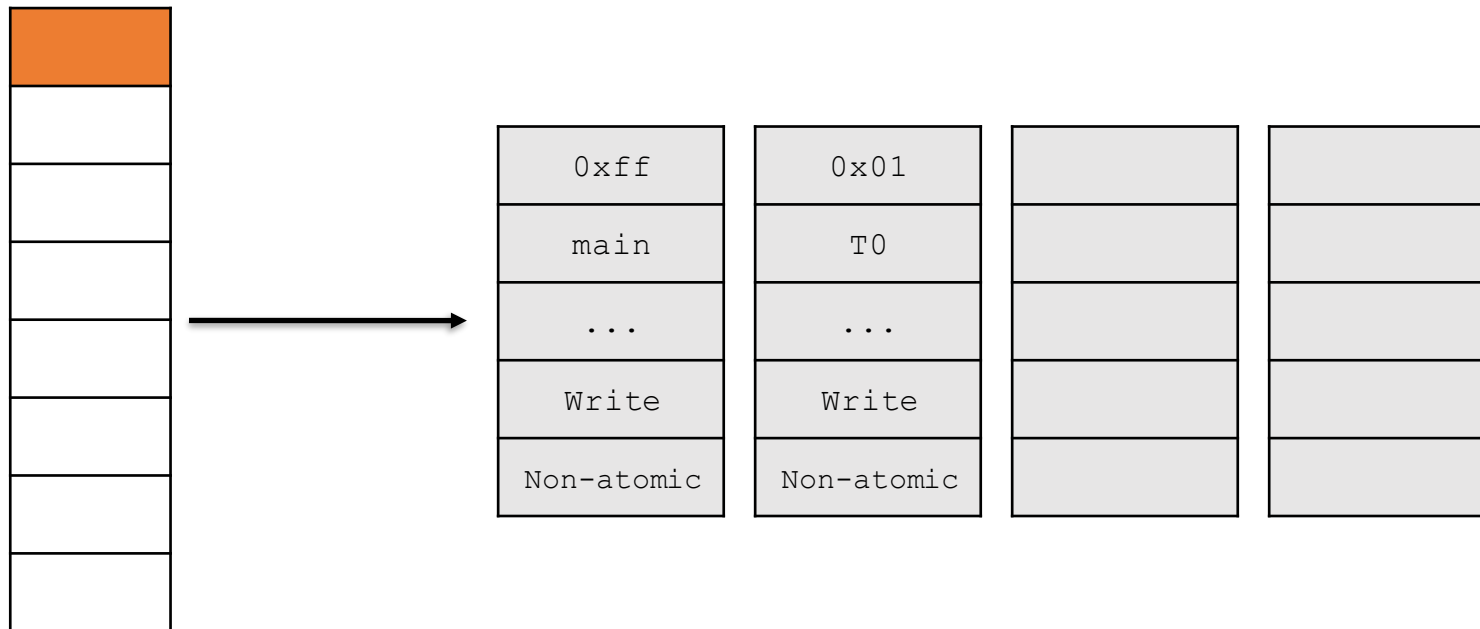 0xff
main
...
Write
Non-atomic
0x01
T0
...
Write
Non-atomic